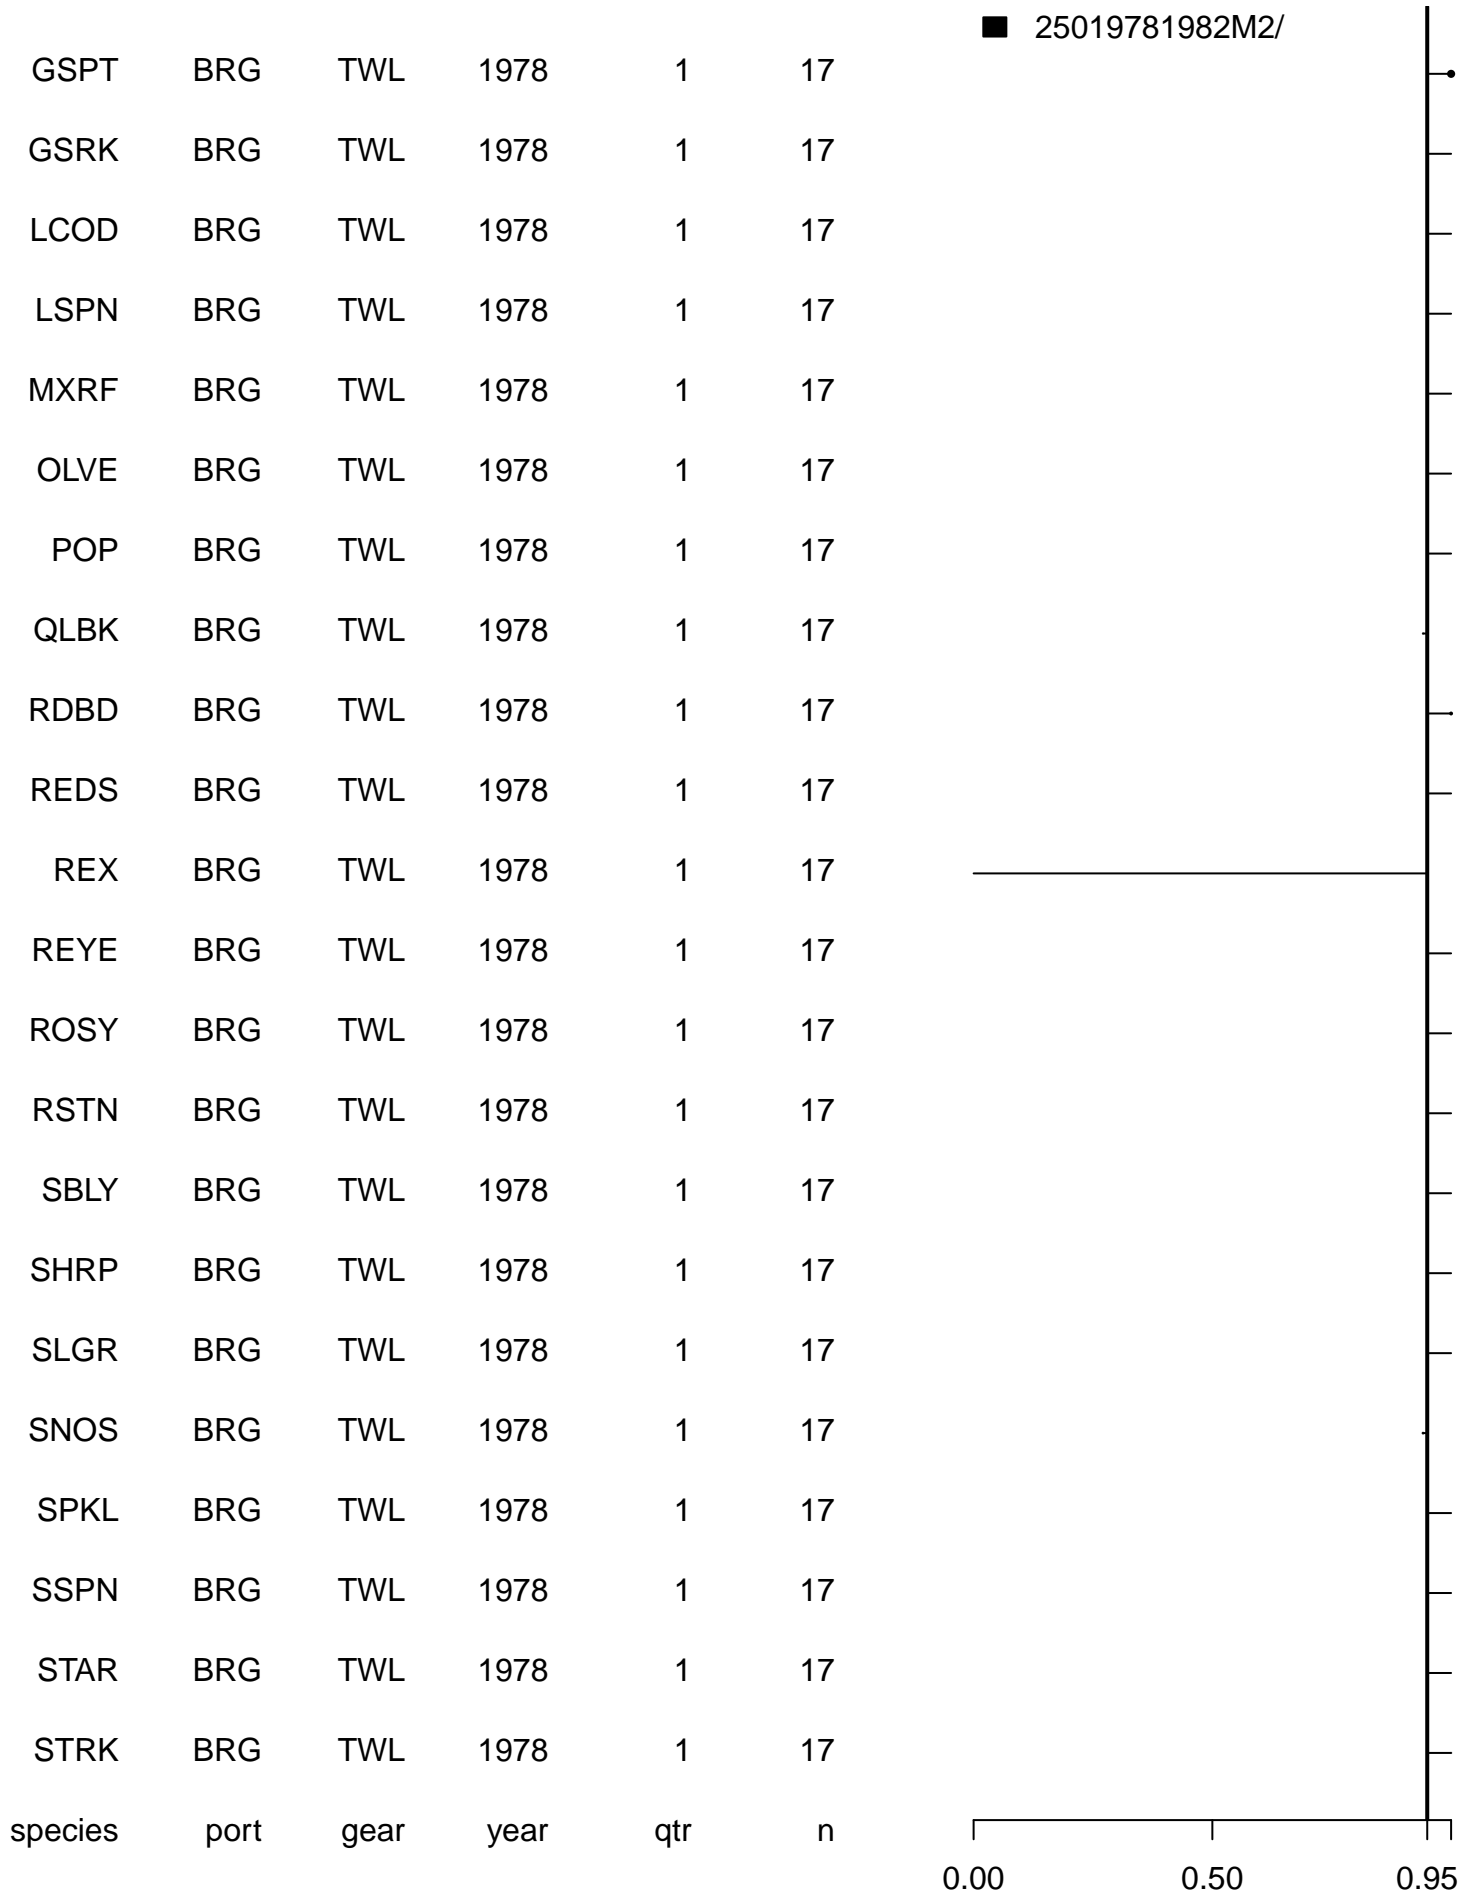 25019781982M2/
GSPT BRG TWL 1978 1 17
GSRK BRG TWL 1978 1 17
LCOD BRG TWL 1978 1 17
LSPN BRG TWL 1978 1 17
MXRF BRG TWL 1978 1 17
OLVE BRG TWL 1978 1 17
POP BRG TWL 1978 1 17
QLBK BRG TWL 1978 1 17
RDBD BRG TWL 1978 1 17
REDS BRG TWL 1978 1 17
REX BRG TWL 1978 1 17
REYE BRG TWL 1978 1 17
ROSY BRG TWL 1978 1 17
RSTN BRG TWL 1978 1 17
SBLY BRG TWL 1978 1 17
SHRP BRG TWL 1978 1 17
SLGR BRG TWL 1978 1 17
SNOS BRG TWL 1978 1 17
SPKL BRG TWL 1978 1 17
SSPN BRG TWL 1978 1 17
STAR BRG TWL 1978 1 17
STRK BRG TWL 1978 1 17
species port gear year qtr n
0.00 0.50 0.95